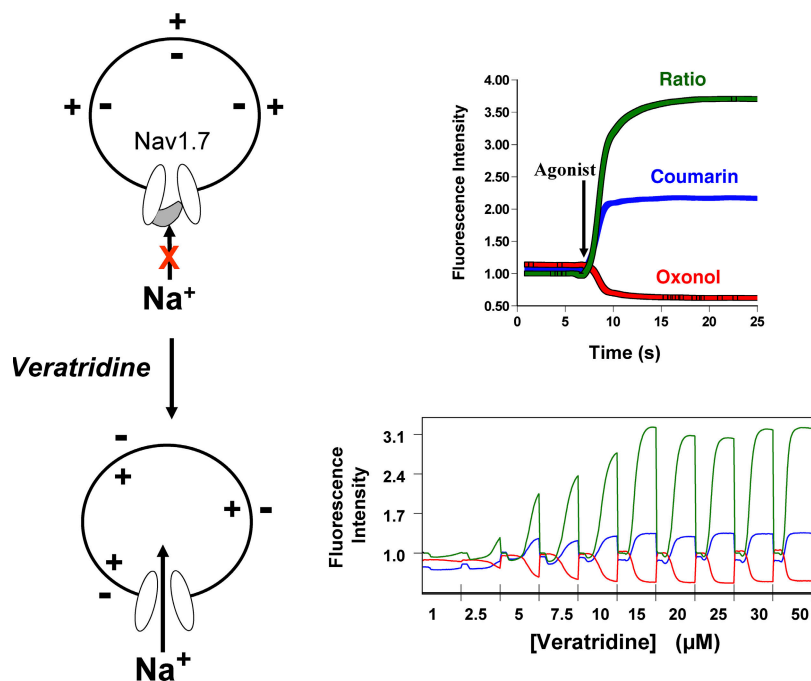 +
-
+ - - +
Nav1.7
X
Na+
Veratridine
-
+
+ -
+
-
Na+
4.00
3.50
3.00
2.50
2.00
1.50
1.00
0.50
Fluorescence Intensity
Ratio
Agonist
Coumarin
Oxonol
0 5 10 15 20 25
Time (s)
3.1
2.4
1.7
1.0
Fluorescence
Intensity
1 2.5 5 7.5 10 15 20 25 30 50
[Veratridine] (µM)